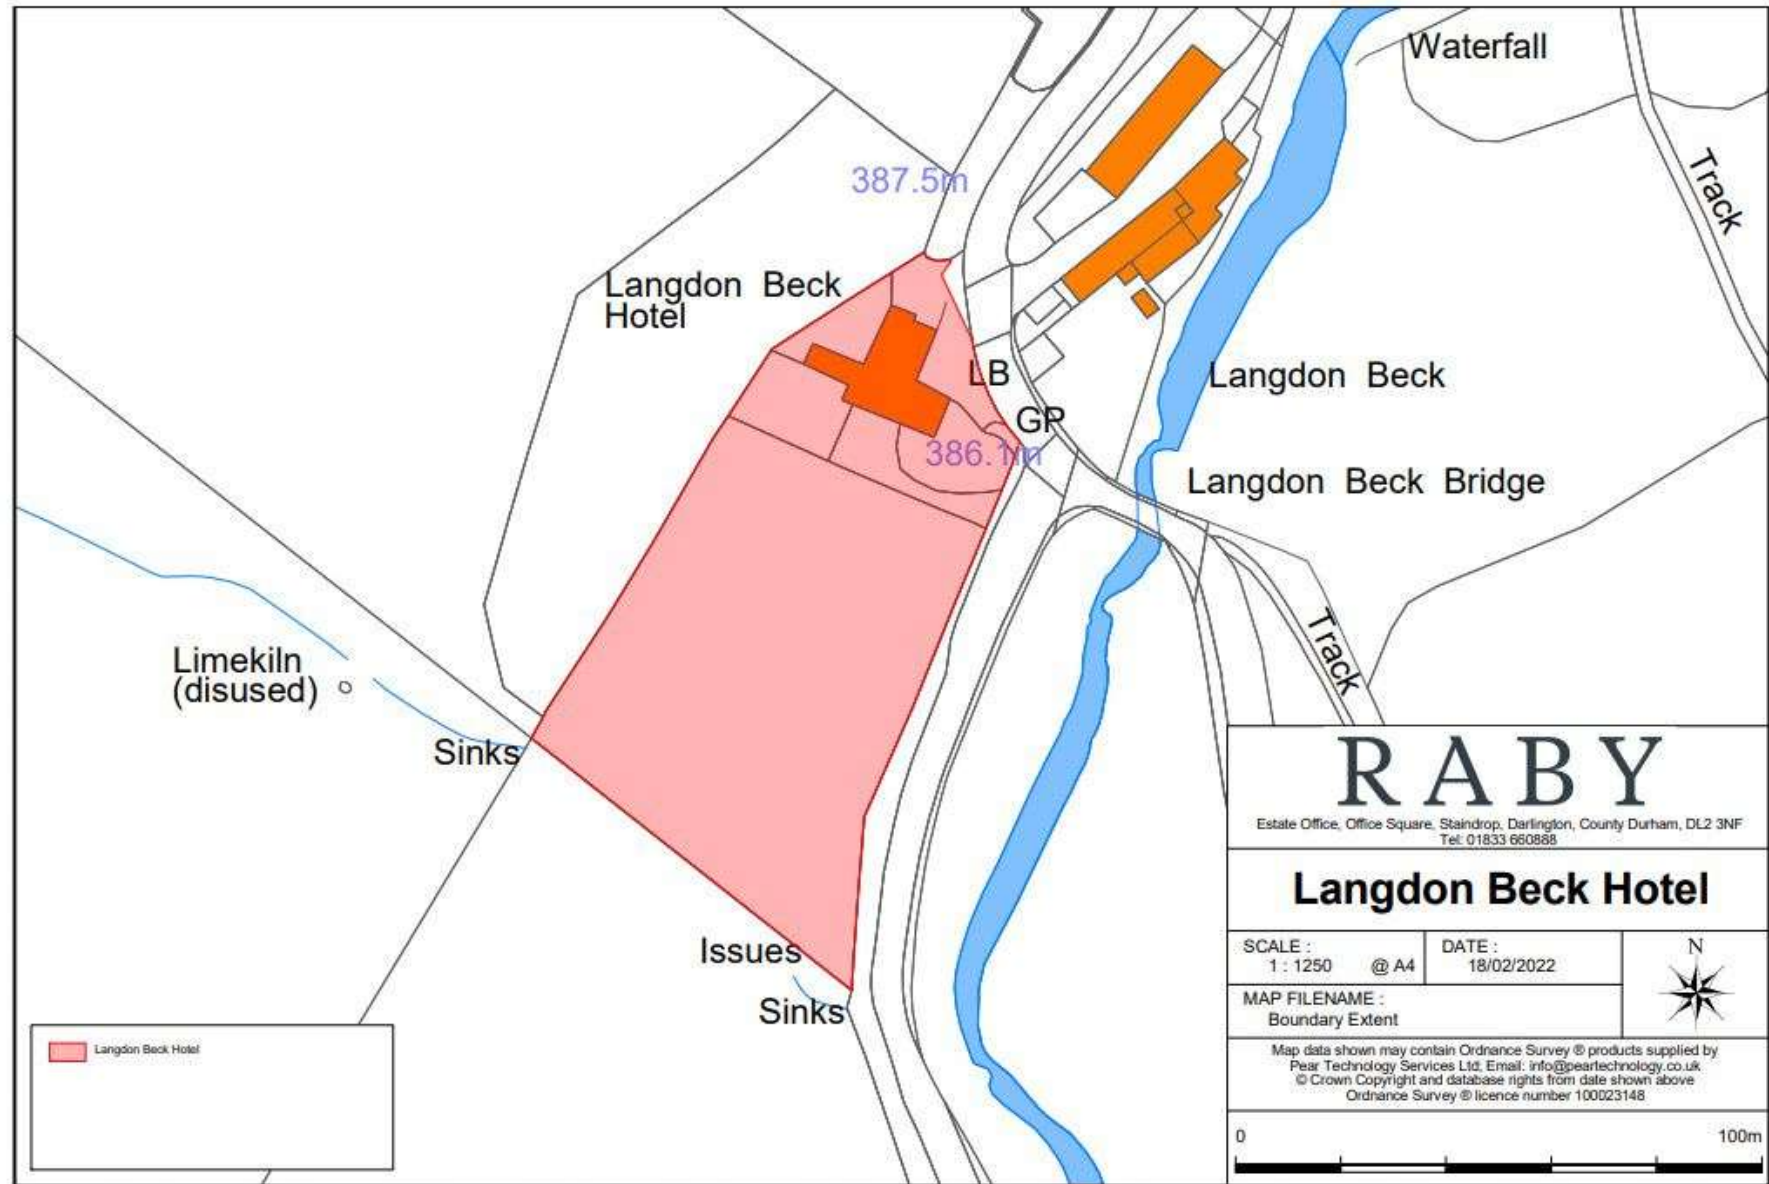 Waterfall
Track
387.5m
Langdon Beck
Hotel
LB
Langdon Beck
GP
386.1m
Langdon Beck Bridge
Track
Limekiln
(disused)
Sinks
Issues
Sinks
Langdon Beck Hotel
RABY
Estate Office, Office Square, Staindrop, Darlington, County Durham, DL2 3NF
Tel: 01833 660888
Langdon Beck Hotel
SCALE :
1 : 1250 @ A4
DATE :
18/02/2022
N
MAP FILENAME :
Boundary Extent
Map data shown may contain Ordnance Survey ® products supplied by
Pear Technology Services Ltd; Email: info@peartechnology.co.uk
© Crown Copyright and database rights from date shown above
Ordnance Survey ® licence number 100023148
0 100m